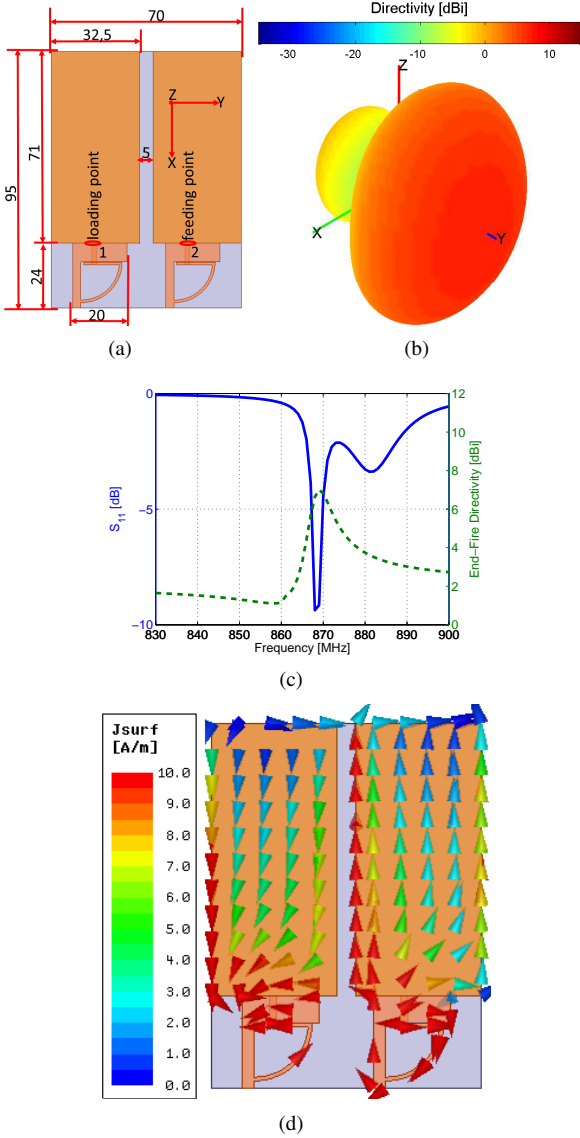 70
32,5
Z
Y
X
5
71
95
24
loading point
feeding point
1
2
20
(a)
Directivity [dBi]
-30
-20
-10
0
10
Z
X
Y
(b)
0
−5
−10
S11 [dB]
12
10
8
6
4
2
0
End−Fire Directivity [dBi]
830 840 850 860 870 880 890 900
Frequency [MHz]
(c)
Jsurf
[A/m]
10.0
9.0
8.0
7.0
6.0
5.0
4.0
3.0
2.0
1.0
0.0
(d)